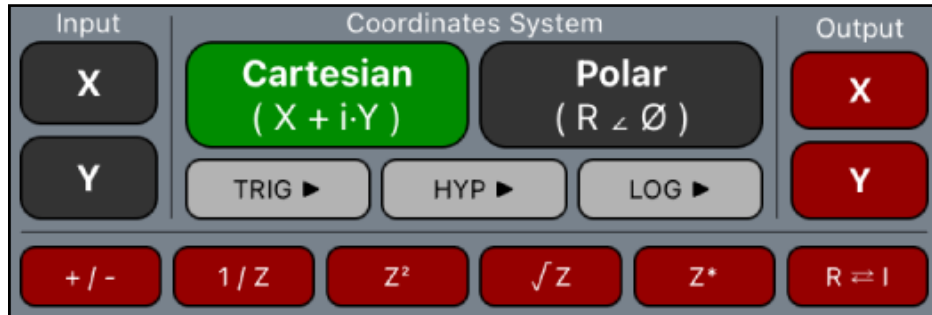 Input
Coordinates System
Output
X
Cartesian
( X + i·Y )
Polar
( R ∠ Ø )
X
Y
TRIG ►
HYP ►
LOG ►
Y
+ / -
1 / Z
Z²
√Z
Z*
R ⇄ I